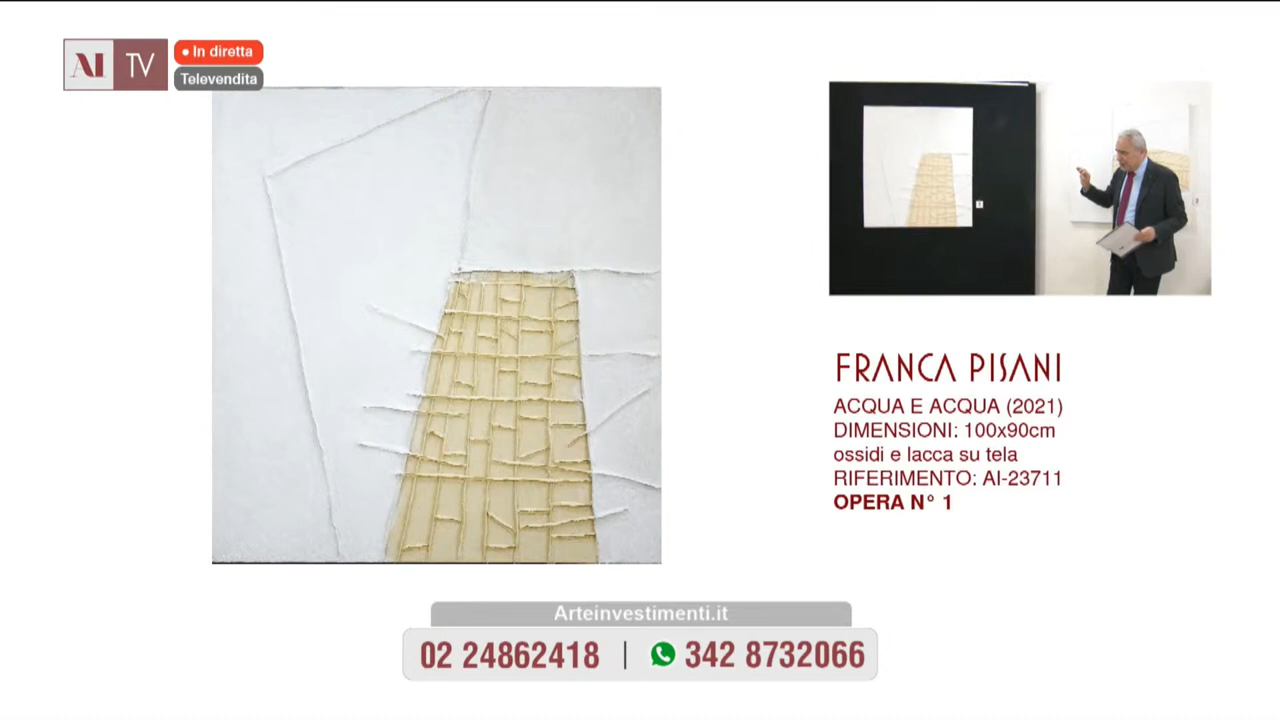 AI TV
• In diretta
Televendita
FRANCA PISANI
ACQUA E ACQUA (2021)
DIMENSIONI: 100x90cm
ossidi e lacca su tela
RIFERIMENTO: AI-23711
OPERA N° 1
Arteinvestimenti.it
02 24862418 | 342 8732066